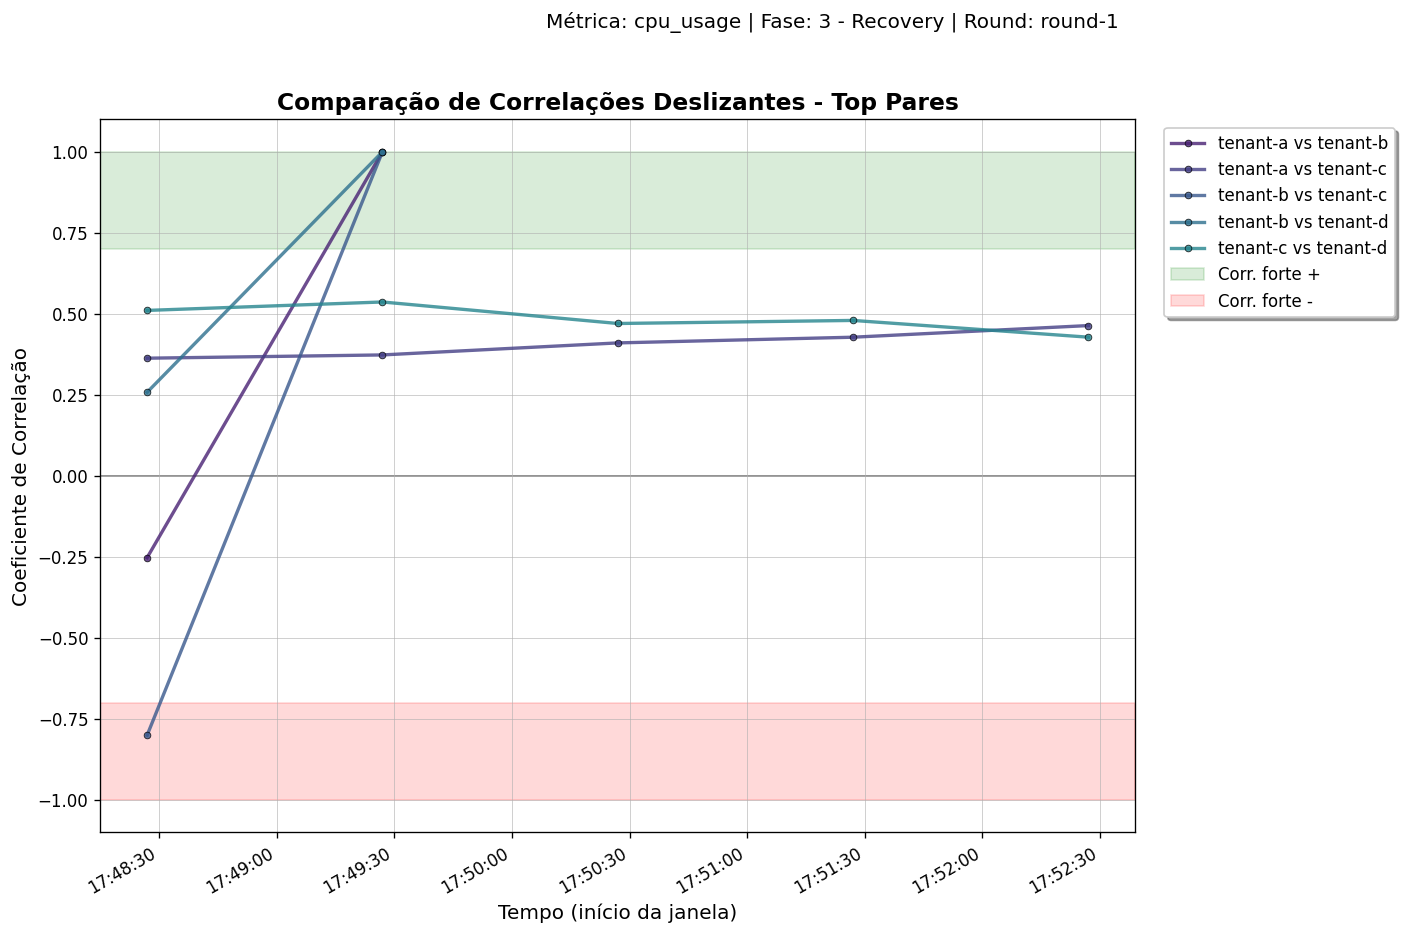 Métrica: cpu_usage | Fase: 3 - Recovery | Round: round-1
Comparação de Correlações Deslizantes - Top Pares
Coeficiente de Correlação
1.00
0.75
0.50
0.25
0.00
−0.25
−0.50
−0.75
−1.00
17:48:30
17:49:00
17:49:30
17:50:00
17:50:30
17:51:00
17:51:30
17:52:00
17:52:30
Tempo (início da janela)
tenant-a vs tenant-b
tenant-a vs tenant-c
tenant-b vs tenant-c
tenant-b vs tenant-d
tenant-c vs tenant-d
Corr. forte +
Corr. forte -